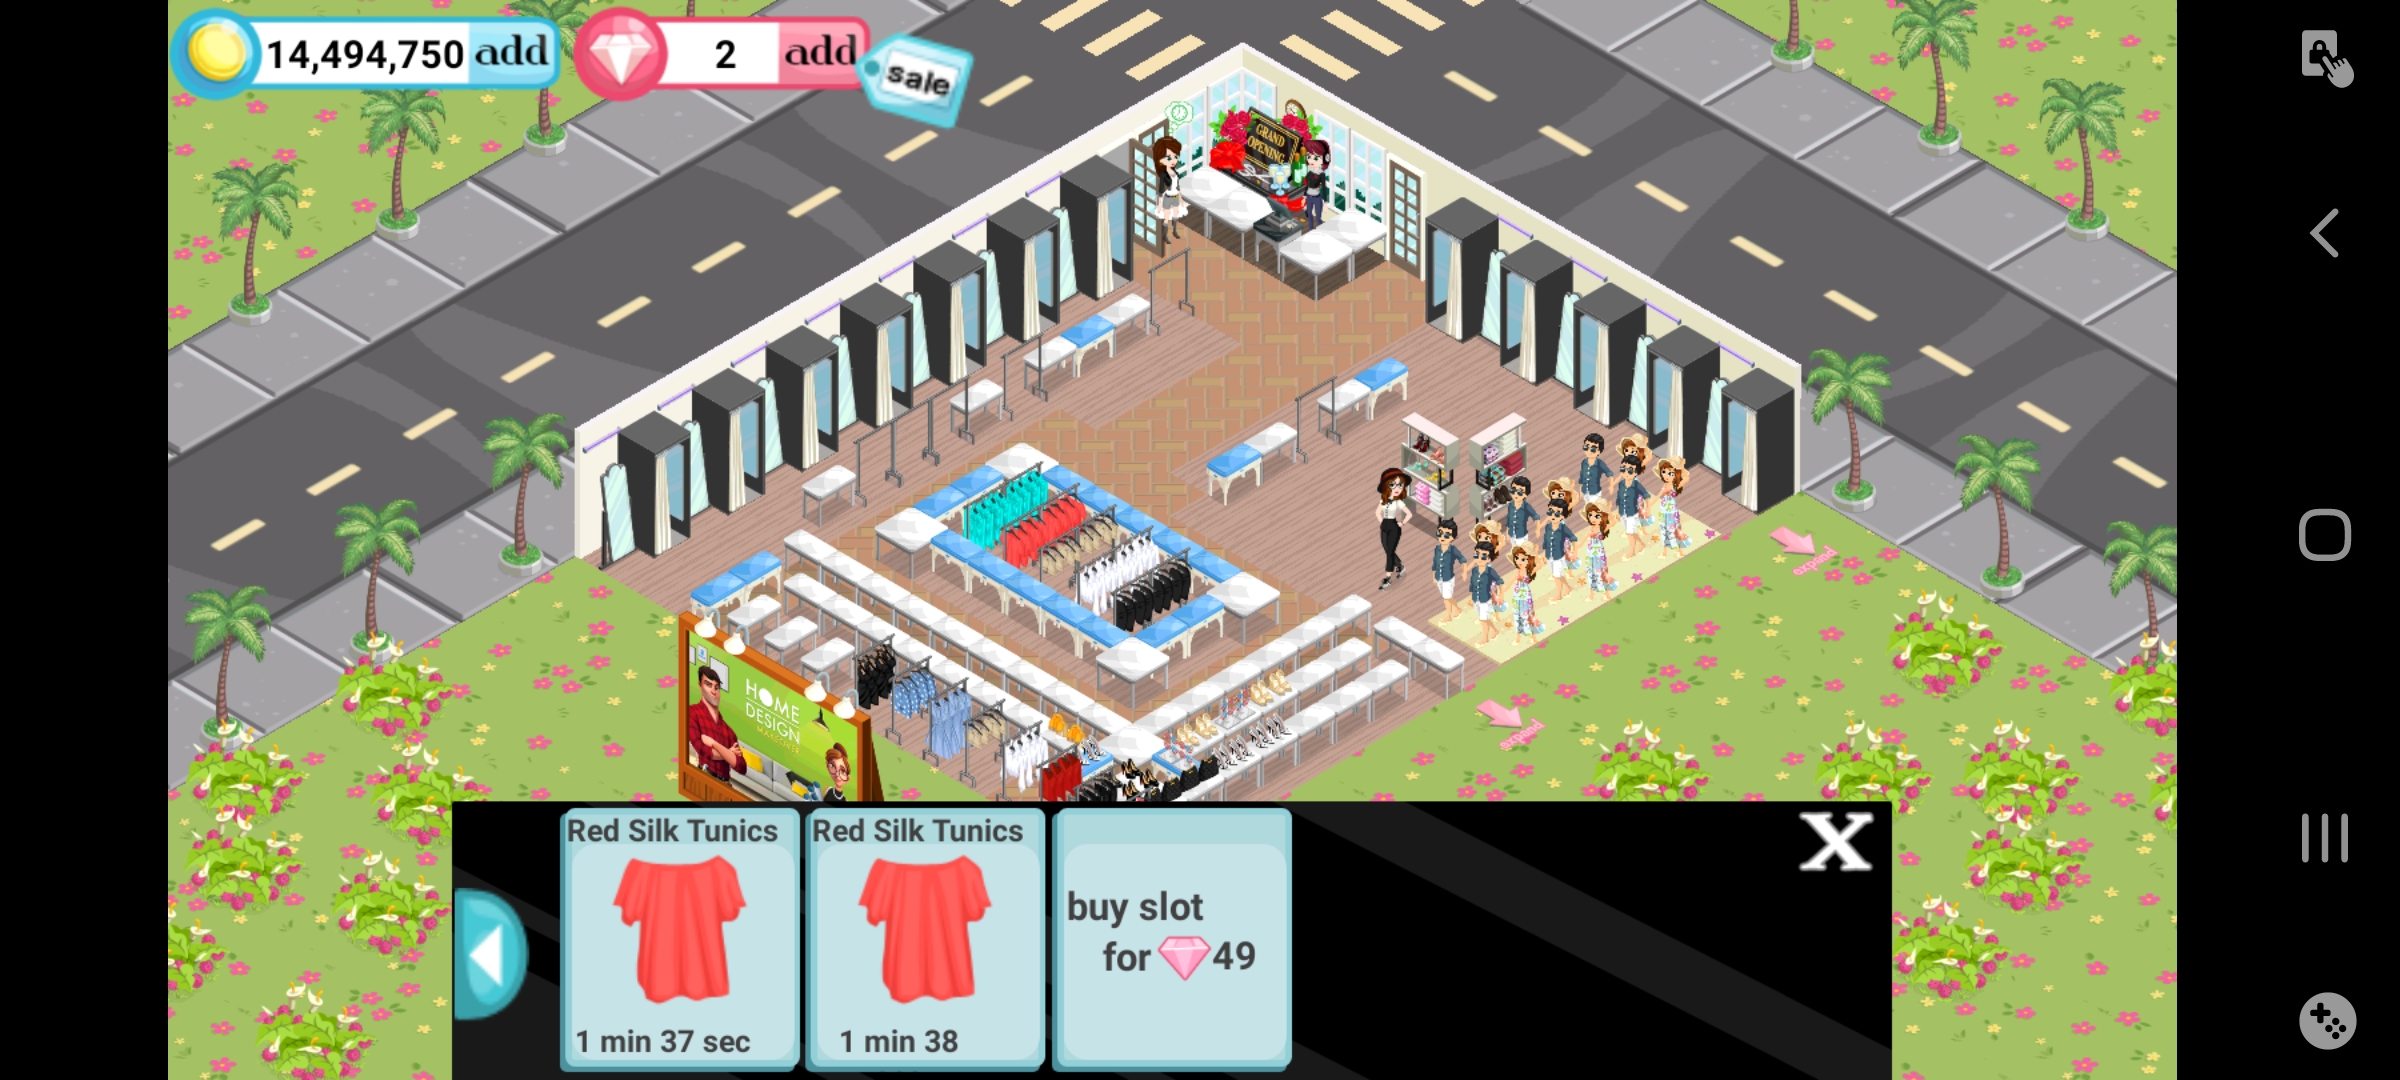 14,494,750 add
2 add
sale
GRAND
OPENING
expand
expand
HOME
DESIGN
MAKEOVER
Red Silk Tunics
1 min 37 sec
Red Silk Tunics
1 min 38
buy slot
for 49
X